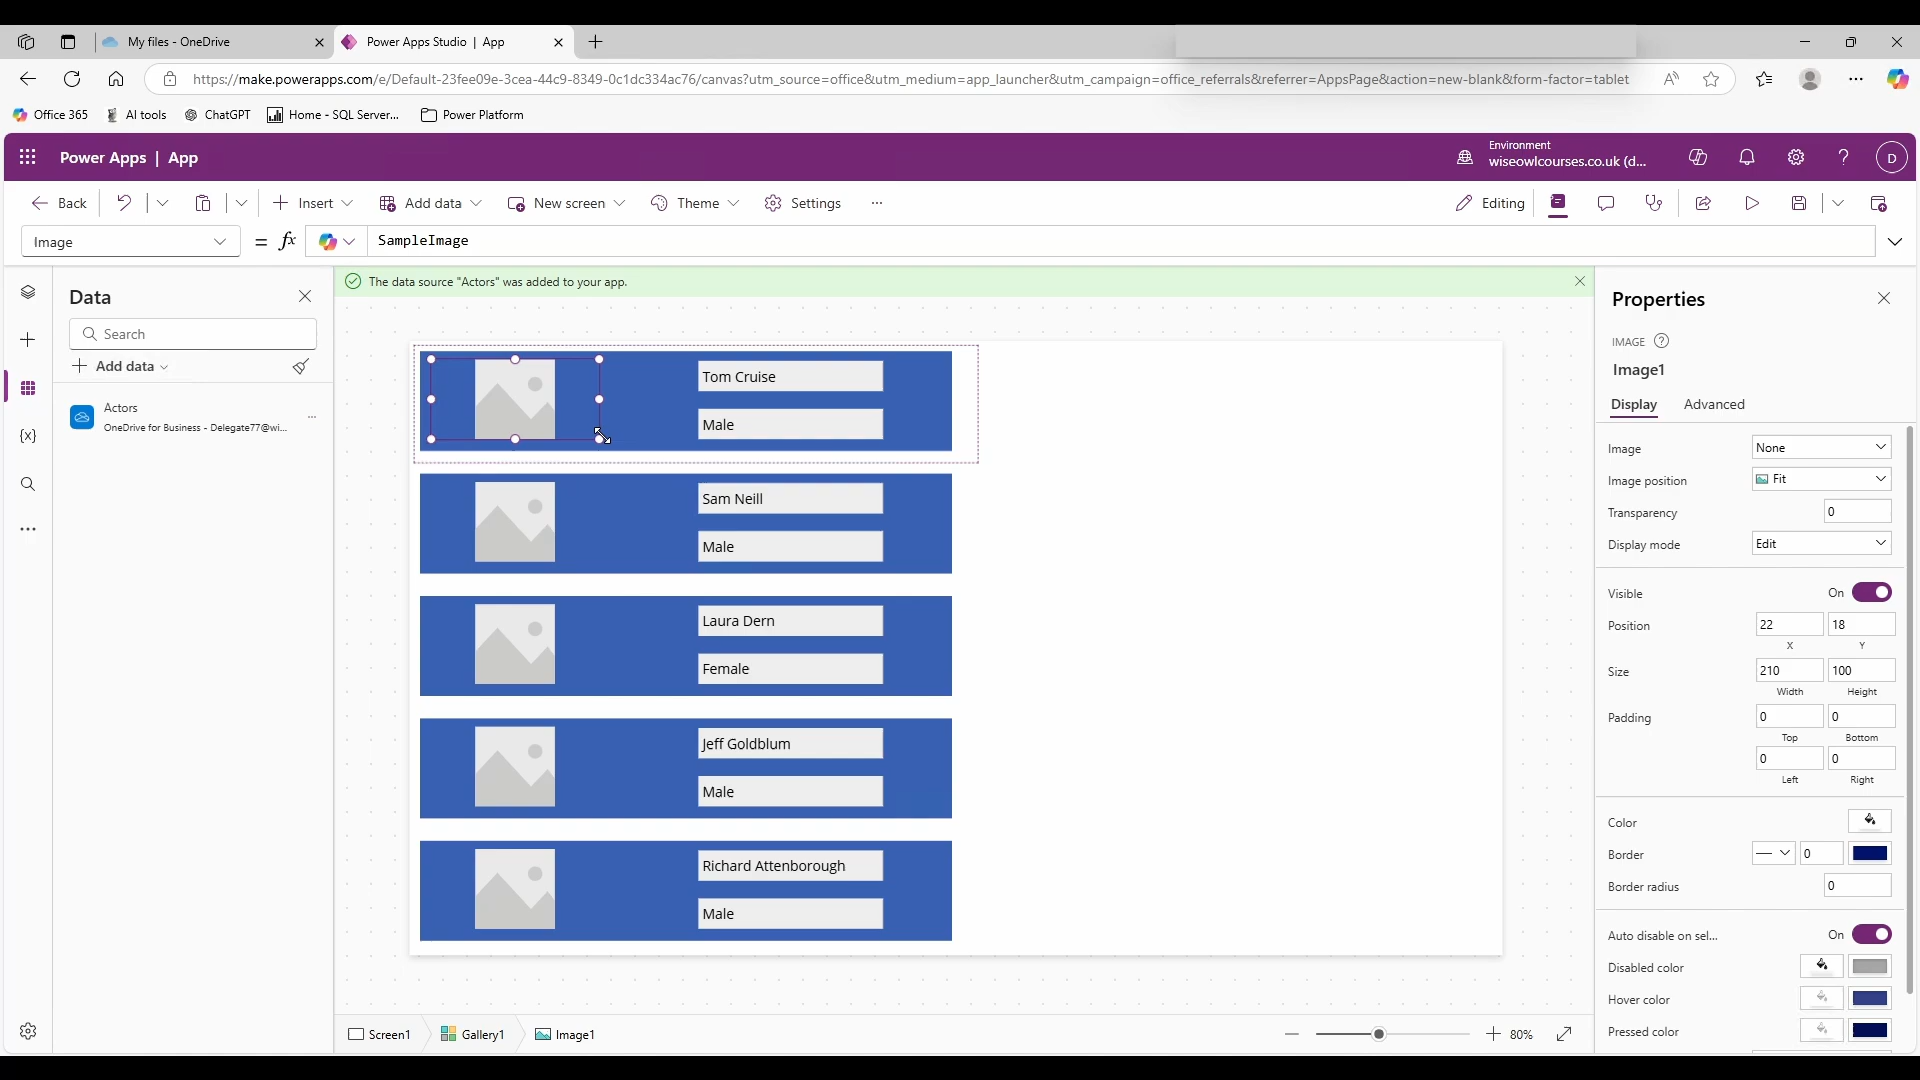 My files - OneDrive
Power Apps Studio | App
https://make.powerapps.com/e/Default-23fee09e-3cea-44c9-8349-0c1dc334ac76/canvas?utm_source=office&utm_medium=app_launcher&utm_campaign=office_referrals&referrer=AppsPage&action=new-blank&form-factor=tablet
Office 365 AI tools ChatGPT Home - SQL Server... Power Platform
Power Apps | App
Environment
wiseowlcourses.co.uk (d...
D
Back Insert Add data New screen Theme Settings ... Editing
Image = fx SampleImage
Data
Search
Add data
Actors
OneDrive for Business - Delegate77@wi...
The data source "Actors" was added to your app.
Tom Cruise
Male
Sam Neill
Male
Laura Dern
Female
Jeff Goldblum
Male
Richard Attenborough
Male
Screen1 Gallery1 Image1
80%
Properties
IMAGE ?
Image1
Display Advanced
Image None
Image position Fit
Transparency 0
Display mode Edit
Visible On
Position 22 18
X Y
Size 210 100
Width Height
Padding 0 0
Top Bottom
0 0
Left Right
Color
Border 0
Border radius 0
Auto disable on sel... On
Disabled color
Hover color
Pressed color